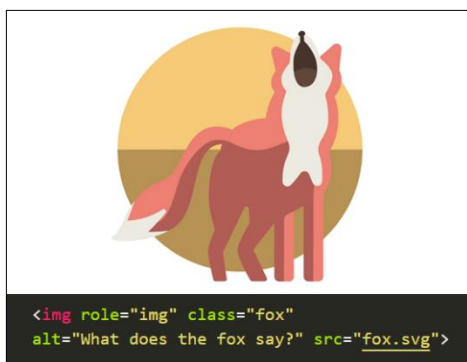 <img role="img" class="fox"
alt="What does the fox say?" src="fox.svg">